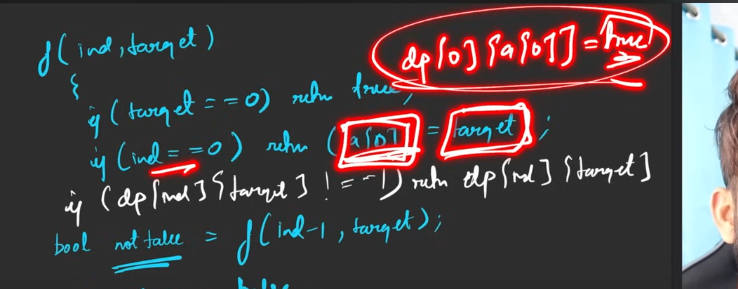 f(ind, target)
dp[0][a[0]] = true
{
if (target == 0) return true;
if (ind == 0) return (a[0] = target);
if (dp[ind][target] != -1) return dp[ind][target]
bool not take = f(ind-1, target);